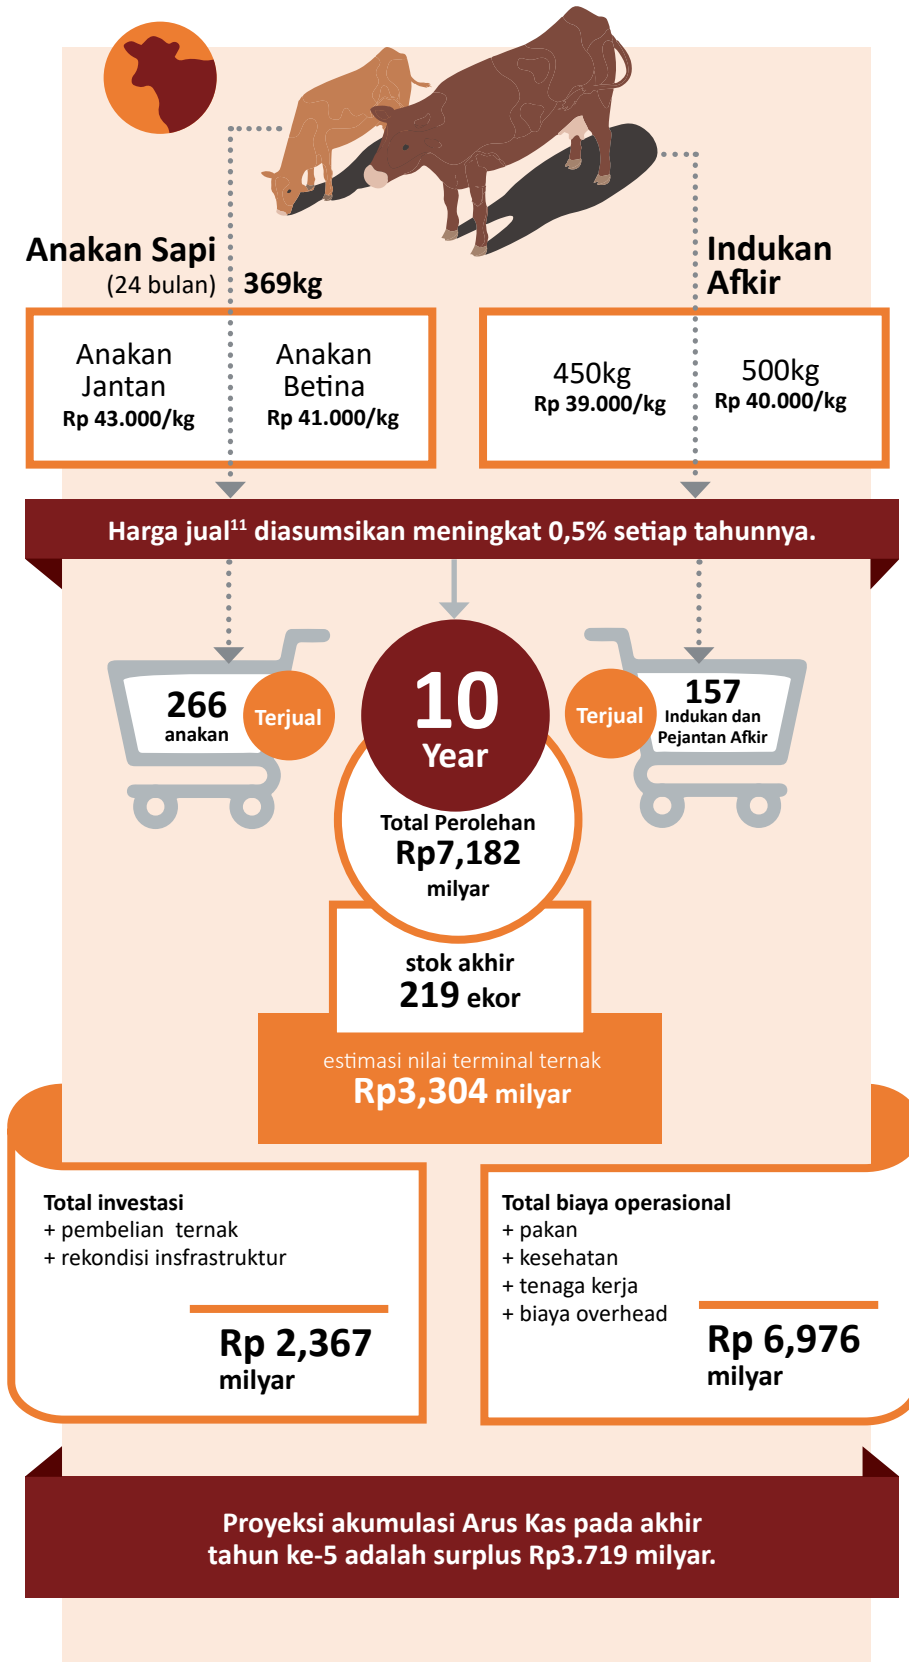 Anakan Sapi
(24 bulan)
369kg
Indukan
Afkir
Anakan
Jantan
Rp 43.000/kg
Anakan
Betina
Rp 41.000/kg
450kg
Rp 39.000/kg
500kg
Rp 40.000/kg
Harga jual¹¹ diasumsikan meningkat 0,5% setiap tahunnya.
266
anakan
Terjual
10
Year
Terjual
157
Indukan dan
Pejantan Afkir
Total Perolehan
Rp7,182
milyar
stok akhir
219 ekor
estimasi nilai terminal ternak
Rp3,304 milyar
Total investasi
+ pembelian ternak
+ rekondisi insfrastruktur
Rp 2,367
milyar
Total biaya operasional
+ pakan
+ kesehatan
+ tenaga kerja
+ biaya overhead
Rp 6,976
milyar
Proyeksi akumulasi Arus Kas pada akhir
tahun ke-5 adalah surplus Rp3.719 milyar.